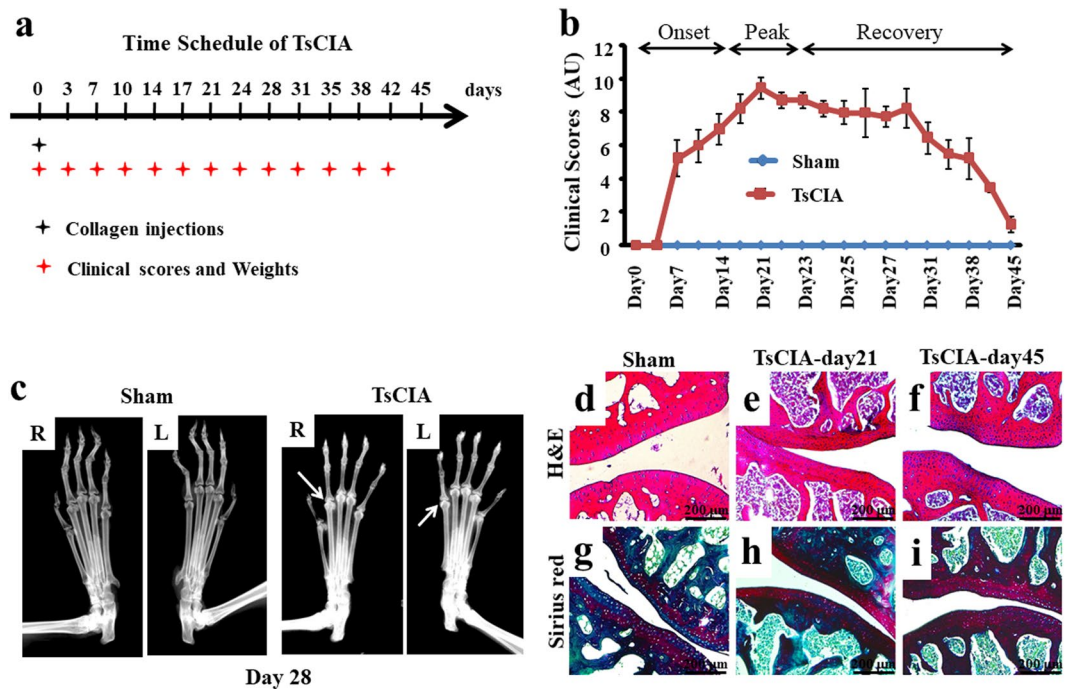 a
Time Schedule of TsCIA
0 3 7 10 14 17 21 24 28 31 35 38 42 45 days
Collagen injections
Clinical scores and Weights
b
Onset Peak Recovery
Clinical Scores (AU)
12
10
8
6
4
2
0
Sham
TsCIA
Day0 Day7 Day14 Day21 Day23 Day25 Day27 Day31 Day38 Day45
c
Sham TsCIA
R L R L
Day 28
Sham TsCIA-day21 TsCIA-day45
H&E
d e f
200 μm 200 μm 200 μm
Sirius red
g h i
200 μm 200 μm 200 μm